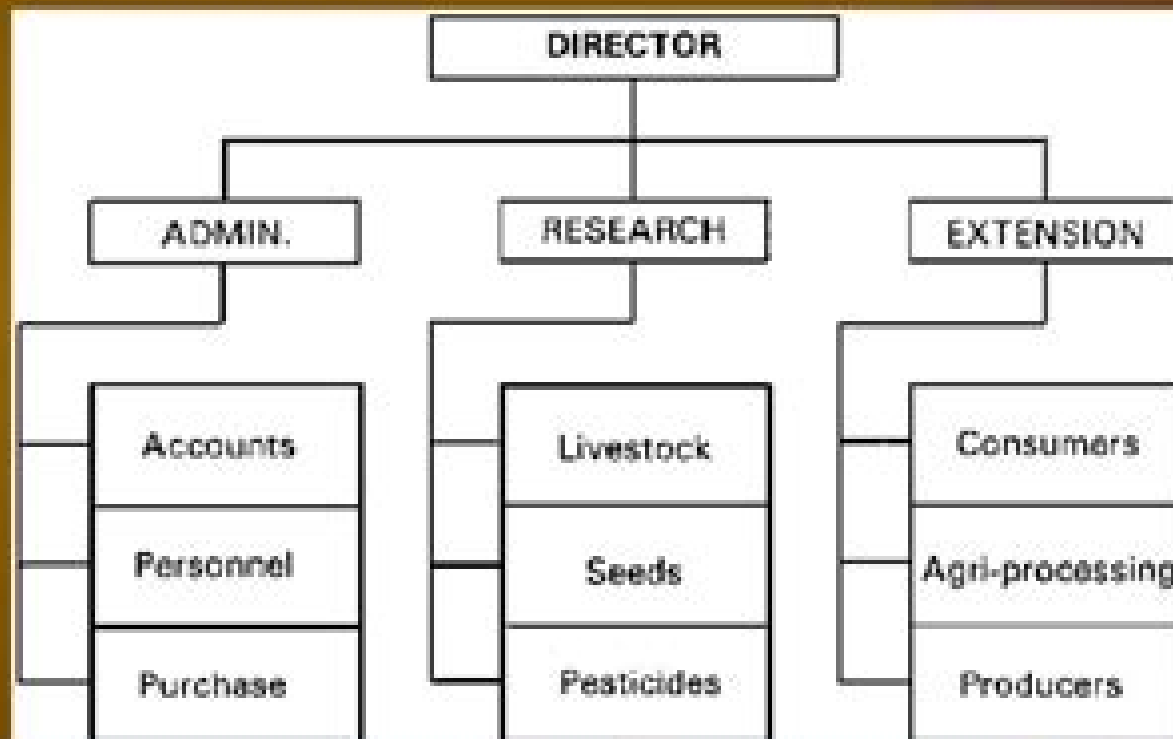 DIRECTOR
ADMIN.
RESEARCH
EXTENSION
Accounts
Livestock
Consumers
Personnel
Seeds
Agri-processing
Purchase
Pesticides
Producers